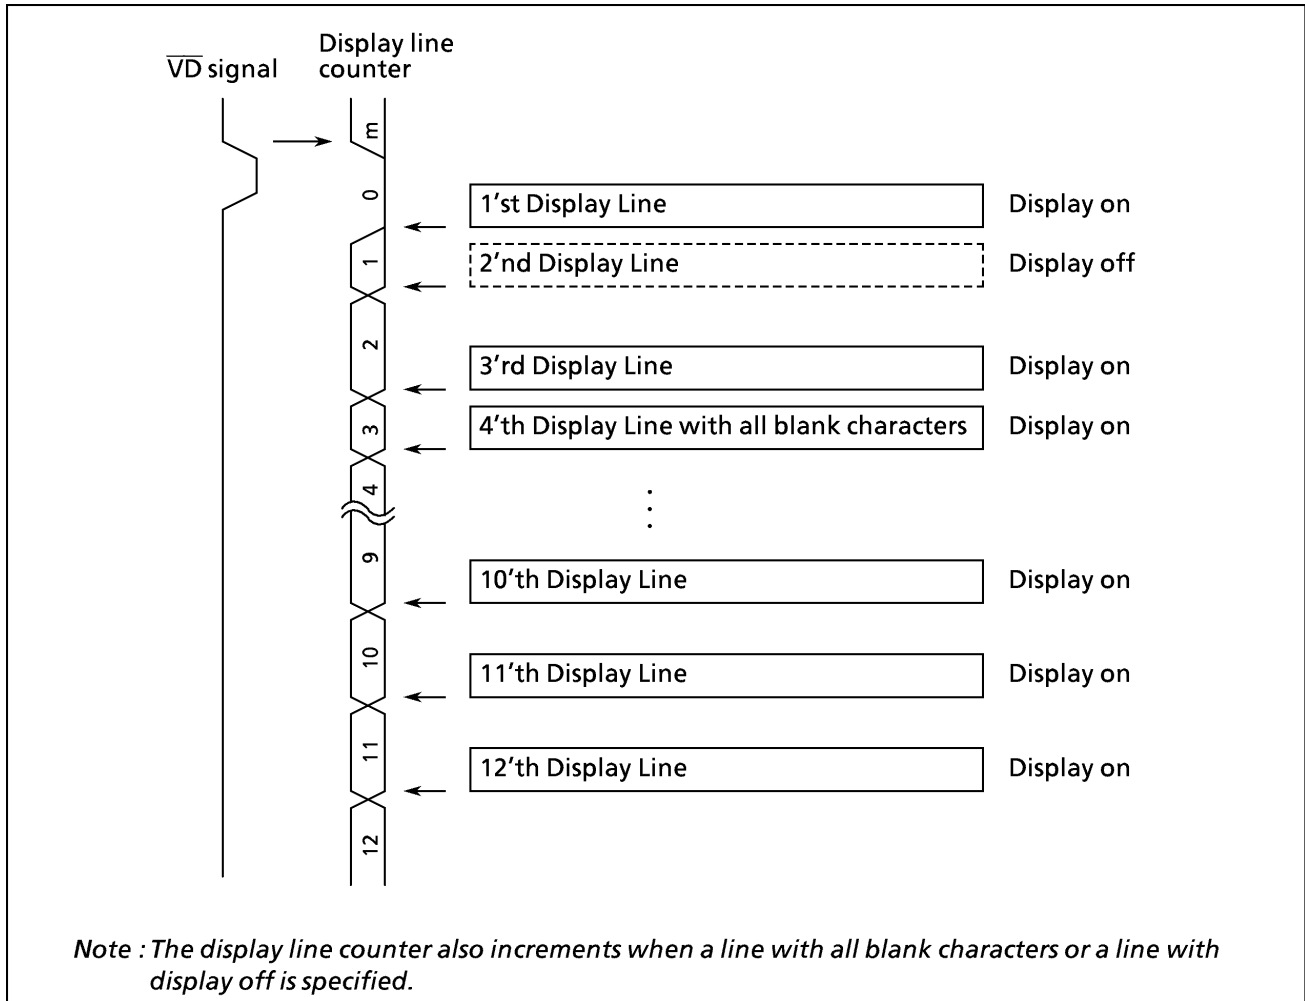 Display line
V̅D̅ signal counter
m
0
1'st Display Line Display on
1
2'nd Display Line Display off
2
3'rd Display Line Display on
3
4'th Display Line with all blank characters Display on
4
9
10'th Display Line Display on
10
11'th Display Line Display on
11
12'th Display Line Display on
12
Note : The display line counter also increments when a line with all blank characters or a line with
display off is specified.